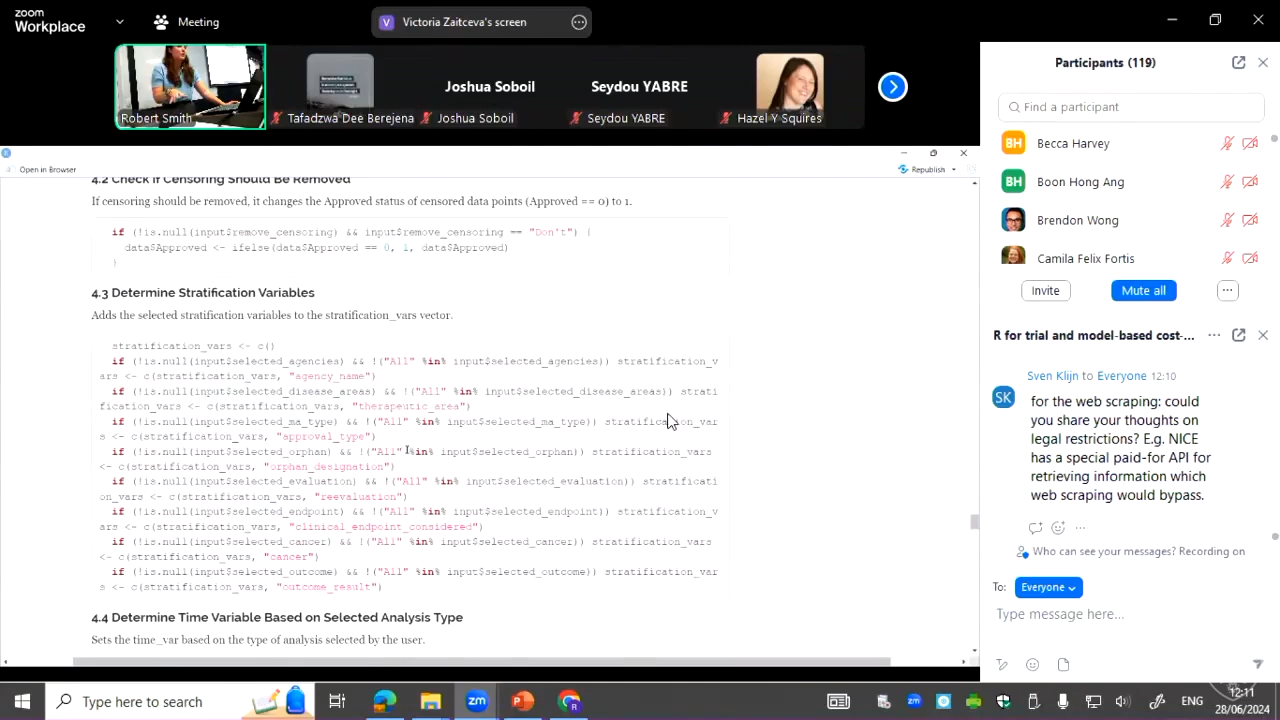 zoom
Workplace
Meeting
V Victoria Zaitceva's screen
Robert Smith
Tafadzwa Dee Berejena
Joshua Soboil
Joshua Soboil
Seydou YABRE
Seydou YABRE
Hazel Y Squires
Open in Browser
Republish
4.2 Check if Censoring Should Be Removed
If censoring should be removed, it changes the Approved status of censored data points (Approved == 0) to 1.
if (!is.null(input$remove_censoring) && input$remove_censoring == "Don't") {
data$Approved <- ifelse(data$Approved == 0, 1, data$Approved)
}
4.3 Determine Stratification Variables
Adds the selected stratification variables to the stratification_vars vector.
stratification_vars <- c()
if (!is.null(input$selected_agencies) && !("All" %in% input$selected_agencies)) stratification_v
ars <- c(stratification_vars, "agency_name")
if (!is.null(input$selected_disease_areas) && !("All" %in% input$selected_disease_areas)) strati
fication_vars <- c(stratification_vars, "therapeutic_area")
if (!is.null(input$selected_ma_type) && !("All" %in% input$selected_ma_type)) stratification_var
s <- c(stratification_vars, "approval_type")
if (!is.null(input$selected_orphan) && !("All" %in% input$selected_orphan)) stratification_vars
<- c(stratification_vars, "orphan_designation")
if (!is.null(input$selected_evaluation) && !("All" %in% input$selected_evaluation)) stratificati
on_vars <- c(stratification_vars, "reevaluation")
if (!is.null(input$selected_endpoint) && !("All" %in% input$selected_endpoint)) stratification_v
ars <- c(stratification_vars, "clinical_endpoint_considered")
if (!is.null(input$selected_cancer) && !("All" %in% input$selected_cancer)) stratification_vars
<- c(stratification_vars, "cancer")
if (!is.null(input$selected_outcome) && !("All" %in% input$selected_outcome)) stratification_var
s <- c(stratification_vars, "outcome_result")
4.4 Determine Time Variable Based on Selected Analysis Type
Sets the time_var based on the type of analysis selected by the user.
Participants (119)
Find a participant
BH Becca Harvey
BH Boon Hong Ang
Brendon Wong
Camila Felix Fortis
Invite
Mute all
R for trial and model-based cost-...
Sven Klijn to Everyone 12:10
SK
for the web scraping: could
you share your thoughts on
legal restrictions? E.g. NICE
has a special paid-for API for
retrieving information which
web scraping would bypass.
Who can see your messages? Recording on
To: Everyone
Type message here...
Type here to search
zm
ENG
12:11
28/06/2024